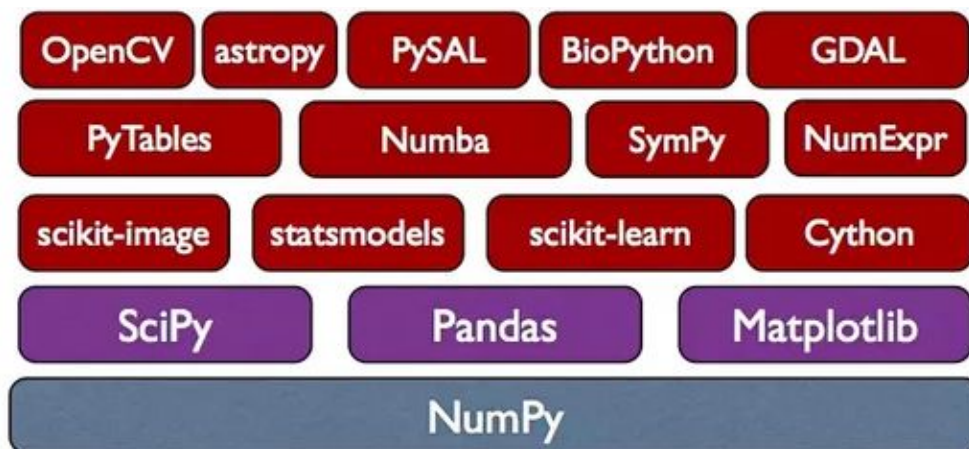 OpenCV astropy PySAL BioPython GDAL
PyTables Numba SymPy NumExpr
scikit-image statsmodels scikit-learn Cython
SciPy Pandas Matplotlib
NumPy